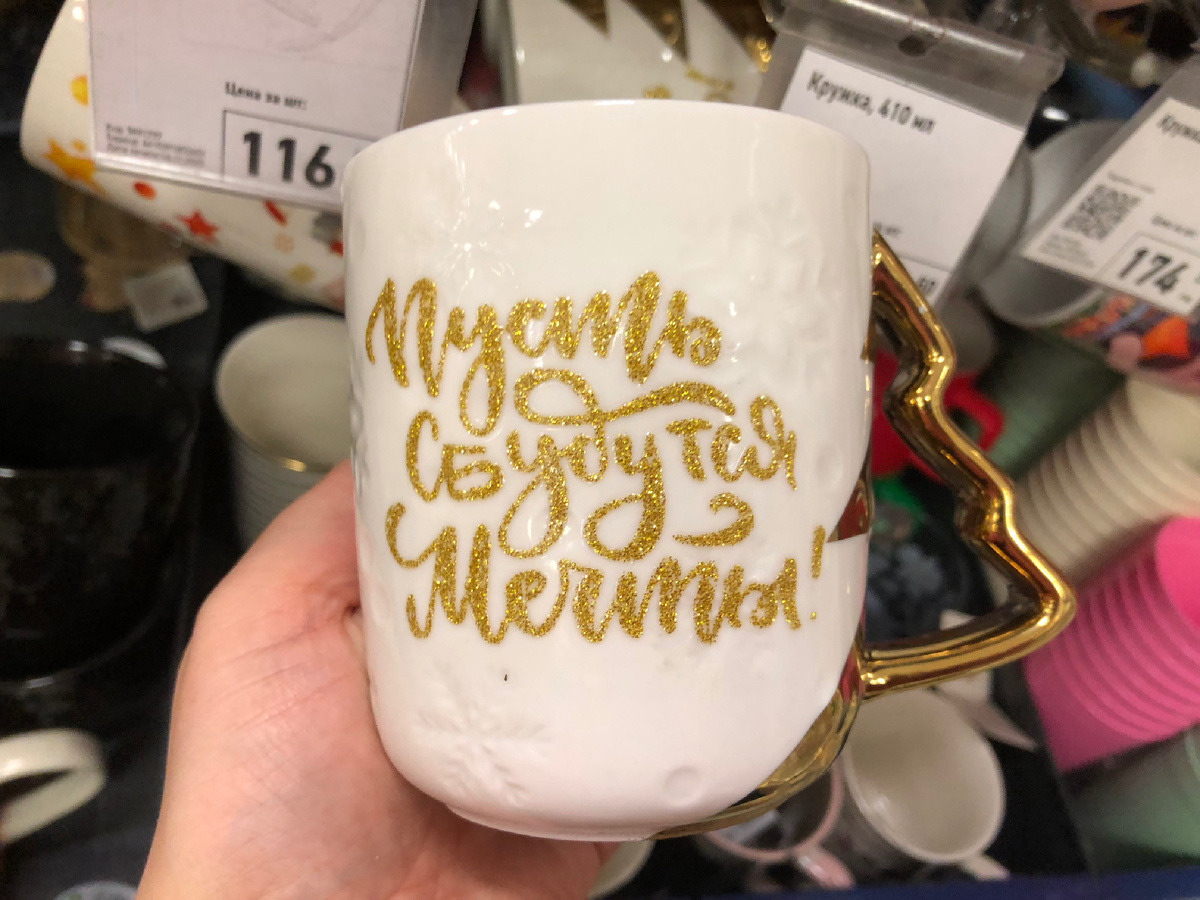 Цена за шт:
116
Кружка, 410 мл
174
Пусть
Сбудутся
Мечты!